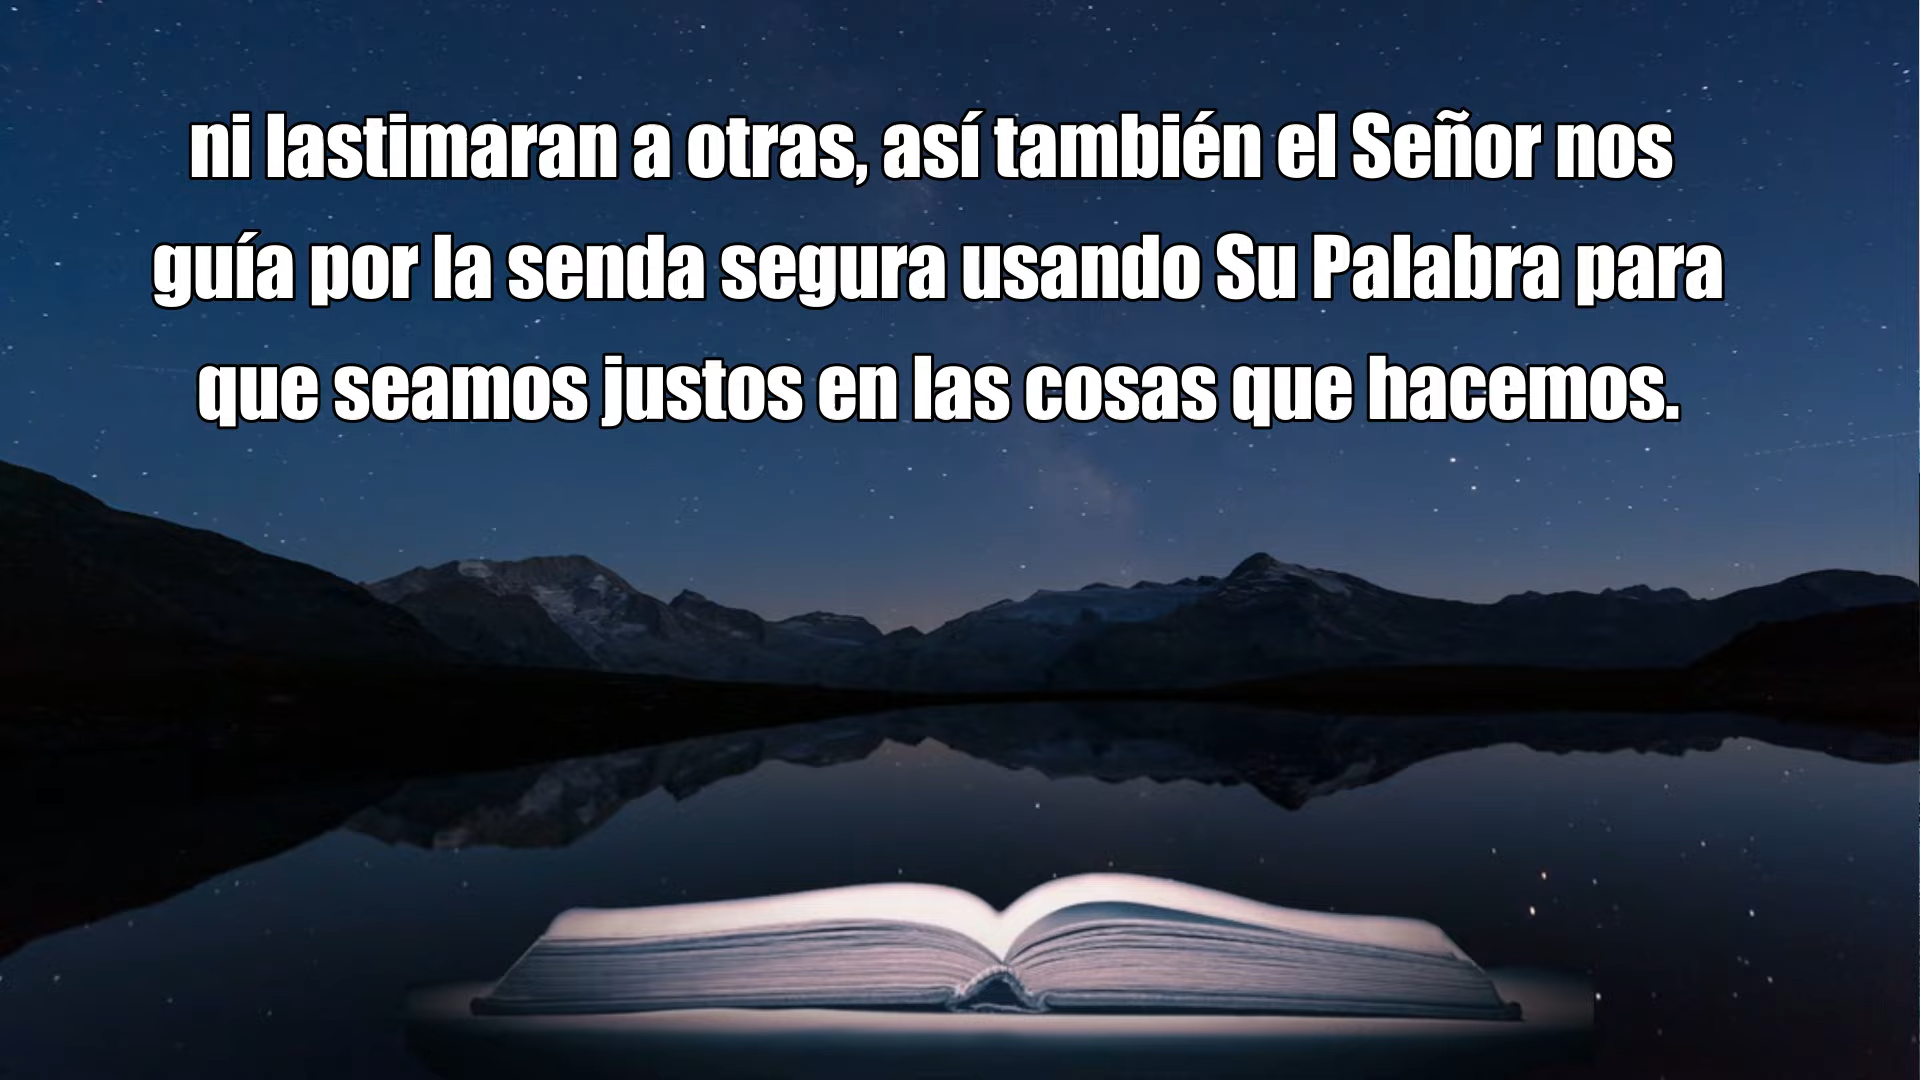 ni lastimaran a otras, así también el Señor nos
guía por la senda segura usando Su Palabra para
que seamos justos en las cosas que hacemos.